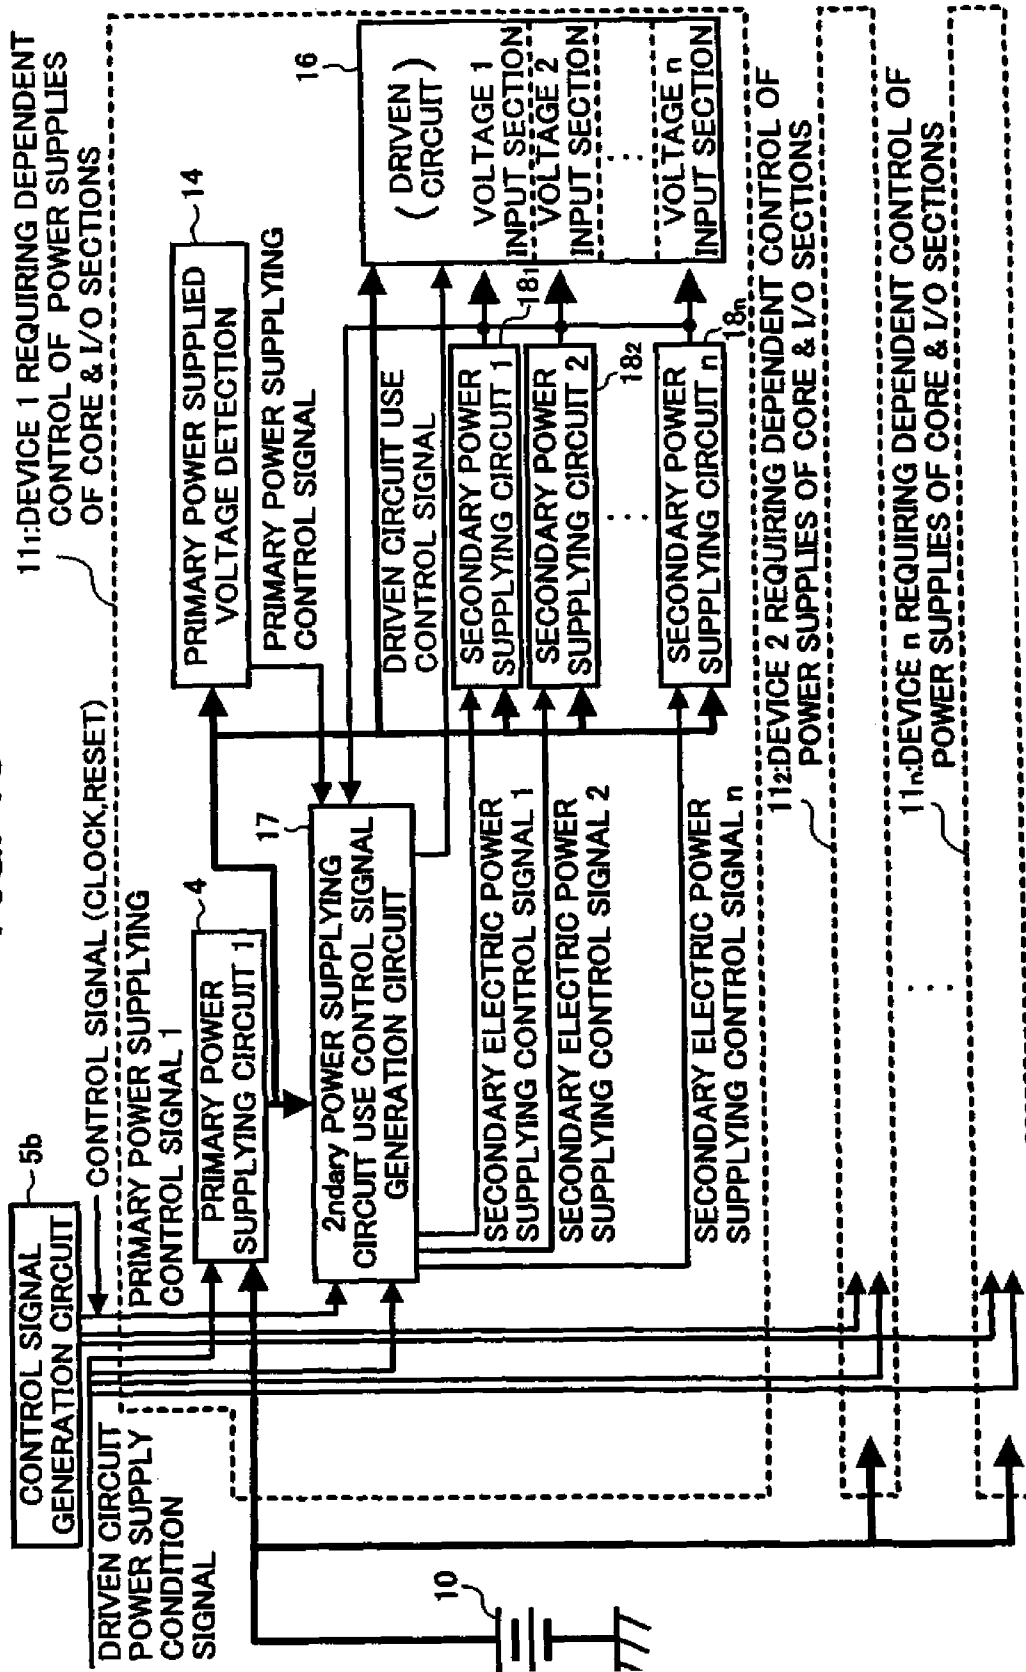 11₁:DEVICE 1 REQUIRING DEPENDENT
CONTROL OF POWER SUPPLIES
OF CORE & I/O SECTIONS
5b
CONTROL SIGNAL
GENERATION CIRCUIT
CONTROL SIGNAL (CLOCK,RESET)
DRIVEN CIRCUIT
POWER SUPPLY
CONDITION
SIGNAL
PRIMARY POWER SUPPLYING
CONTROL SIGNAL 1
4
PRIMARY POWER
SUPPLYING CIRCUIT 1
14
PRIMARY POWER SUPPLIED
VOLTAGE DETECTION
PRIMARY POWER SUPPLYING
CONTROL SIGNAL
17
2ndary POWER SUPPLYING
CIRCUIT USE CONTROL SIGNAL
GENERATION CIRCUIT
DRIVEN CIRCUIT USE
CONTROL SIGNAL
16
(DRIVEN
CIRCUIT)
VOLTAGE 1
INPUT SECTION
VOLTAGE 2
INPUT SECTION
...
VOLTAGE n
INPUT SECTION
SECONDARY POWER
SUPPLYING CIRCUIT 1
18₁
SECONDARY POWER
SUPPLYING CIRCUIT 2
18₂
...
SECONDARY POWER
SUPPLYING CIRCUIT n
18n
SECONDARY ELECTRIC POWER
SUPPLYING CONTROL SIGNAL 1
SECONDARY ELECTRIC POWER
SUPPLYING CONTROL SIGNAL 2
SECONDARY ELECTRIC POWER
SUPPLYING CONTROL SIGNAL n
10
11₂:DEVICE 2 REQUIRING DEPENDENT CONTROL OF
POWER SUPPLIES OF CORE & I/O SECTIONS
...
11n:DEVICE n REQUIRING DEPENDENT CONTROL OF
POWER SUPPLIES OF CORE & I/O SECTIONS